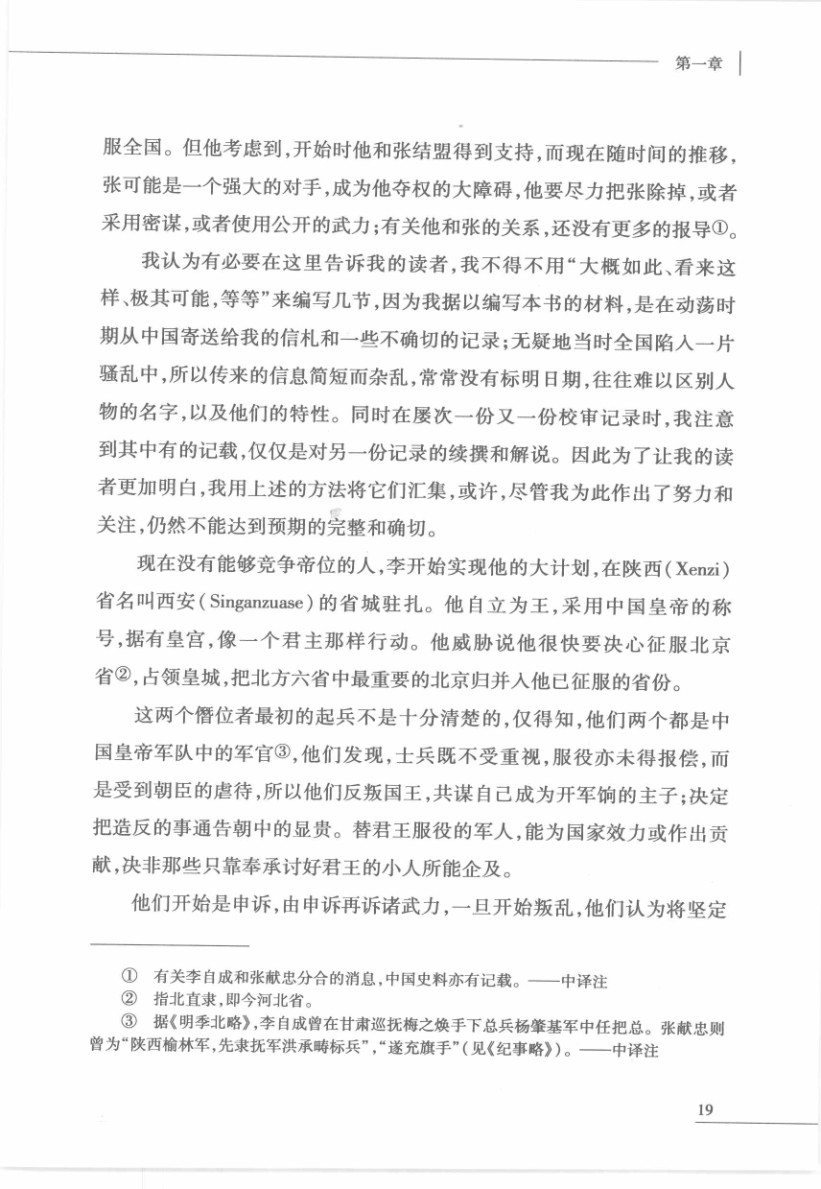 第一章
服全国。但他考虑到,开始时他和张结盟得到支持,而现在随时间的推移,
张可能是一个强大的对手,成为他夺权的大障碍,他要尽力把张除掉,或者
采用密谋,或者使用公开的武力;有关他和张的关系,还没有更多的报导①。
我认为有必要在这里告诉我的读者,我不得不用“大概如此、看来这
样、极其可能,等等”来编写几节,因为我据以编写本书的材料,是在动荡时
期从中国寄送给我的信札和一些不确切的记录;无疑地当时全国陷入一片
骚乱中,所以传来的信息简短而杂乱,常常没有标明日期,往往难以区别人
物的名字,以及他们的特性。同时在屡次一份又一份校审记录时,我注意
到其中有的记载,仅仅是对另一份记录的续撰和解说。因此为了让我的读
者更加明白,我用上述的方法将它们汇集,或许,尽管我为此作出了努力和
关注,仍然不能达到预期的完整和确切。
现在没有能够竞争帝位的人,李开始实现他的大计划,在陕西(Xenzi)
省名叫西安(Singanzuase)的省城驻扎。他自立为王,采用中国皇帝的称
号,据有皇宫,像一个君主那样行动。他威胁说他很快要决心征服北京
省②,占领皇城,把北方六省中最重要的北京归并入他已征服的省份。
这两个僭位者最初的起兵不是十分清楚的,仅得知,他们两个都是中
国皇帝军队中的军官③,他们发现,士兵既不受重视,服役亦未得报偿,而
是受到朝臣的虐待,所以他们反叛国王,共谋自己成为开军饷的主子;决定
把造反的事通告朝中的显贵。替君王服役的军人,能为国家效力或作出贡
献,决非那些只靠奉承讨好君王的小人所能企及。
他们开始是申诉,由申诉再诉诸武力,一旦开始叛乱,他们认为将坚定
① 有关李自成和张献忠分合的消息,中国史料亦有记载。——中译注
② 指北直隶,即今河北省。
③ 据《明季北略》,李自成曾在甘肃巡抚梅之焕手下总兵杨肇基军中任把总。张献忠则
曾为“陕西榆林军,先隶抚军洪承畴标兵”,“遂充旗手”(见《纪事略》)。——中译注
19